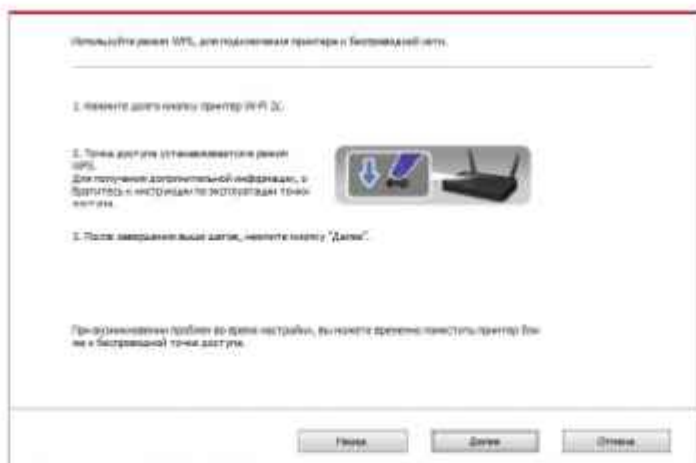 Используйте режим WPS, для подключения принтера к беспроводной сети.
1. Нажмите долго кнопку принтер Wi-Fi 2с.
2. Точка доступа устанавливается в режим
WPS.
Для получения дополнительной информации, о
братитесь к инструкции по эксплуатации точки
доступа.
3. После завершения выше шагов, нажмите кнопку "Далее".
При возникновении проблем во время настройки, вы можете временно поместить принтер бли
же к беспроводной точке доступа.
Назад
Далее
Отмена